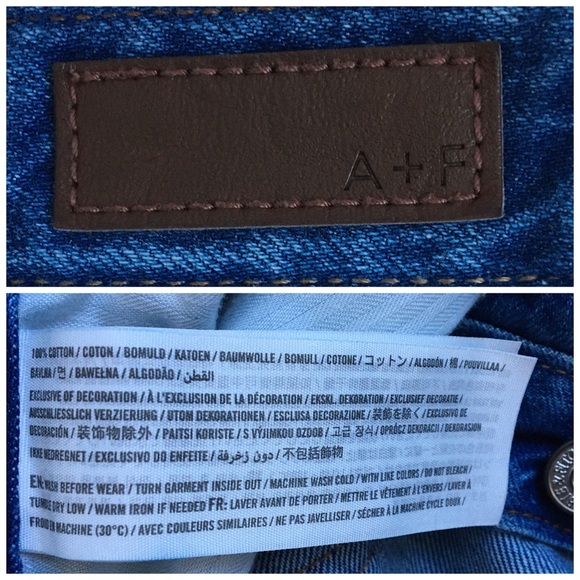 A + F
100% COTTON / COTON / BOMULD / KATOEN / BAUMWOLLE / BOMULL / COTONE / コットン / ALGODÓN / 棉 / PUUVILLAA /
BAVLNA / 면 / BAWEŁNA / ALGODÃO / القطن
EXCLUSIVE OF DECORATION / À L'EXCLUSION DE LA DÉCORATION / EKSKL. DEKORATION / EXCLUSIEF DECORATIE /
AUSSCHLIESSLICH VERZIERUNG / UTOM DEKORATIONEN / ESCLUSA DECORAZIONE / 装飾を除く / EXCLUSIVO DE
DECORACIÓN / 装饰物除外 / PAITSI KORISTE / S VÝJIMKOU OZDOB / 고급 장식 / OPRÓCZ DEKORACJI / DEKORASJON
IKKE MEDREGNET / EXCLUSIVO DO ENFEITE / دون زخرفة / 不包括飾物
EN: WASH BEFORE WEAR / TURN GARMENT INSIDE OUT / MACHINE WASH COLD / WITH LIKE COLORS / DO NOT BLEACH /
TUMBLE DRY LOW / WARM IRON IF NEEDED FR: LAVER AVANT DE PORTER / METTRE LE VÊTEMENT À L'ENVERS / LAVER À
FROID EN MACHINE (30°C) / AVEC COULEURS SIMILAIRES / NE PAS JAVELLISER / SÉCHER À LA MACHINE CYCLE DOUX /